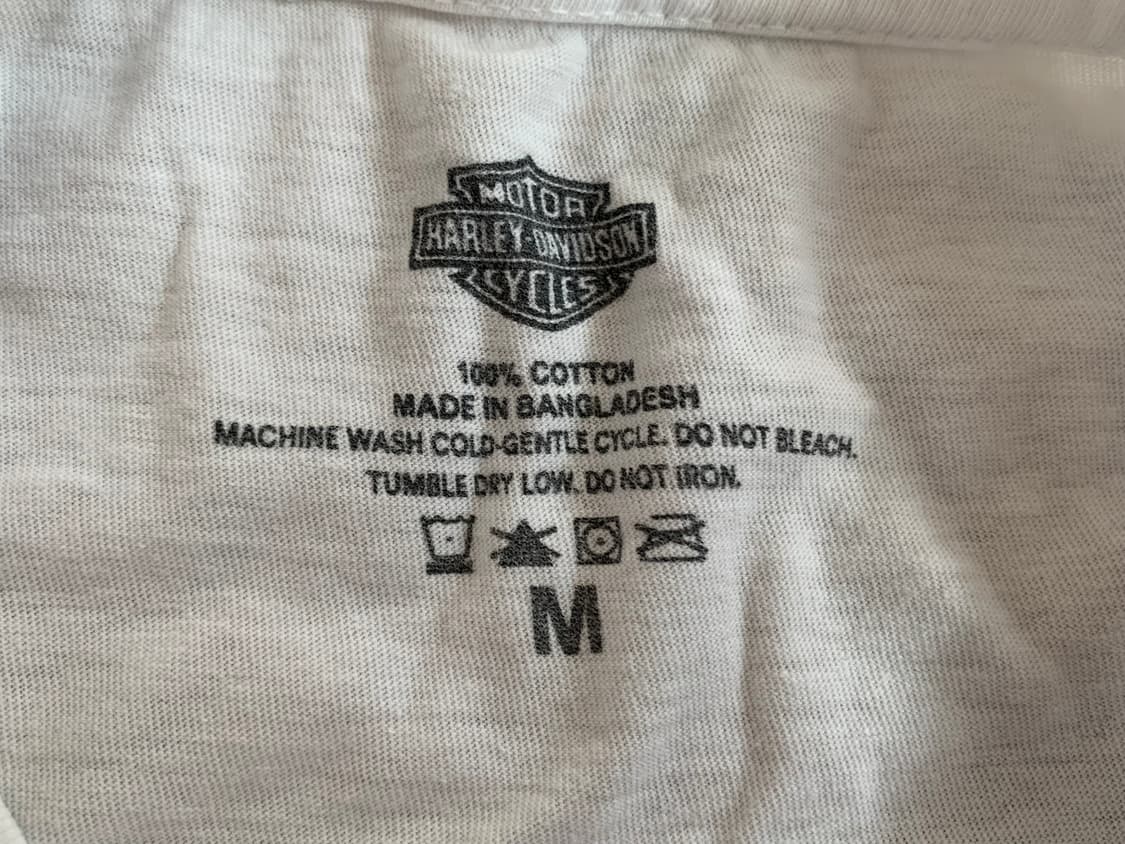 MOTOR
HARLEY-DAVIDSON
CYCLES
100% COTTON
MADE IN BANGLADESH
MACHINE WASH COLD-GENTLE CYCLE. DO NOT BLEACH.
TUMBLE DRY LOW. DO NOT IRON.
M